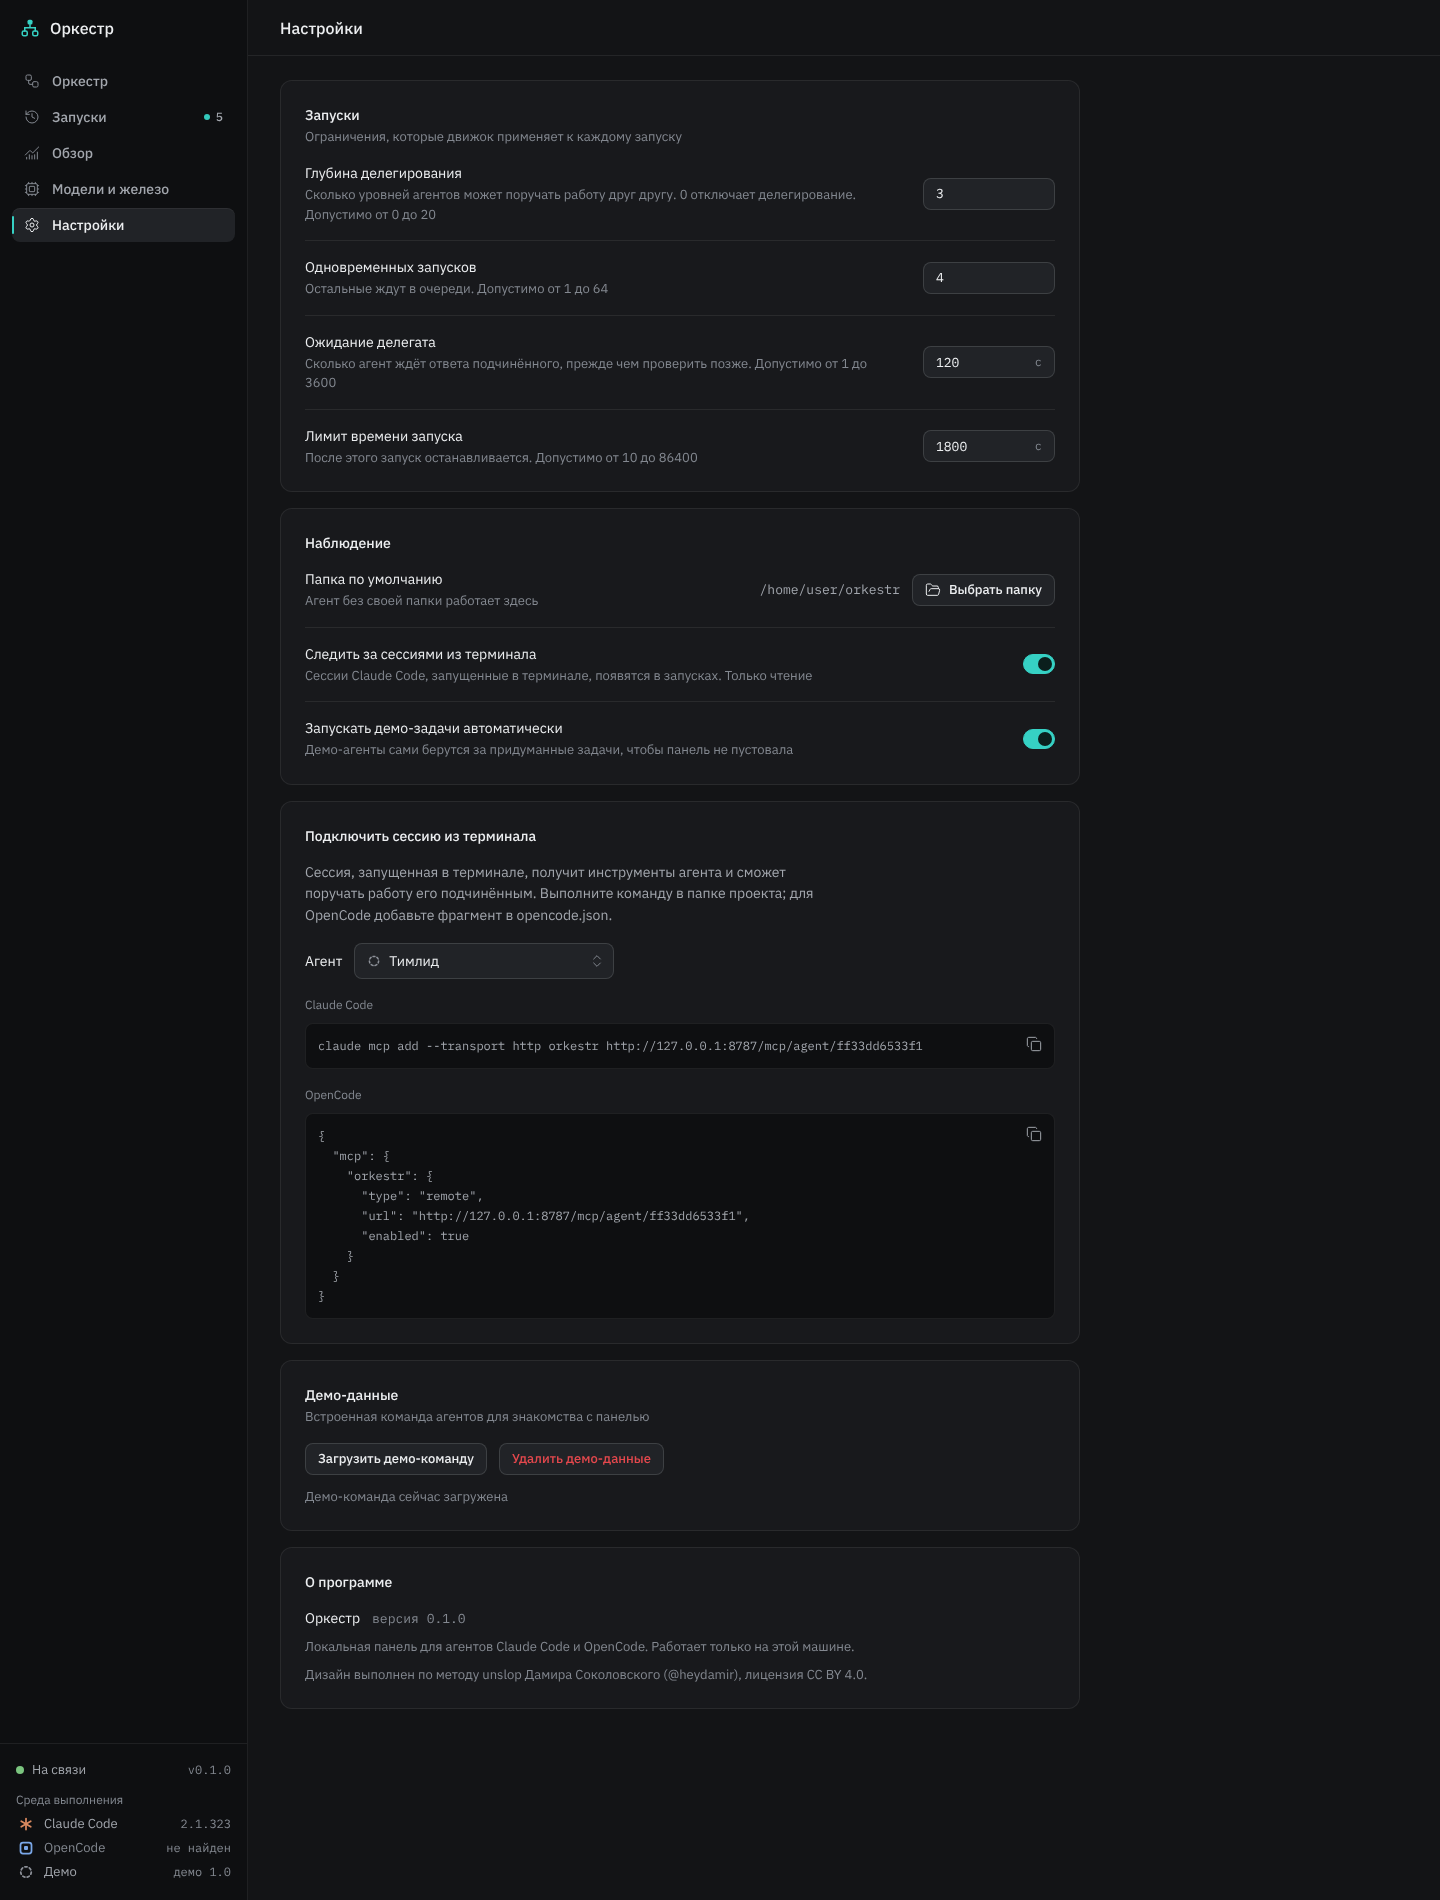 Оркестр
Оркестр
Запуски 5
Обзор
Модели и железо
Настройки
Настройки
Запуски
Ограничения, которые движок применяет к каждому запуску
Глубина делегирования
Сколько уровней агентов может поручать работу друг другу. 0 отключает делегирование.
Допустимо от 0 до 20
3
Одновременных запусков
Остальные ждут в очереди. Допустимо от 1 до 64
4
Ожидание делегата
Сколько агент ждёт ответа подчинённого, прежде чем проверить позже. Допустимо от 1 до
3600
120 с
Лимит времени запуска
После этого запуск останавливается. Допустимо от 10 до 86400
1800 с
Наблюдение
Папка по умолчанию
Агент без своей папки работает здесь
/home/user/orkestr Выбрать папку
Следить за сессиями из терминала
Сессии Claude Code, запущенные в терминале, появятся в запусках. Только чтение
Запускать демо-задачи автоматически
Демо-агенты сами берутся за придуманные задачи, чтобы панель не пустовала
Подключить сессию из терминала
Сессия, запущенная в терминале, получит инструменты агента и сможет
поручать работу его подчинённым. Выполните команду в папке проекта; для
OpenCode добавьте фрагмент в opencode.json.
Агент Тимлид
Claude Code
claude mcp add --transport http orkestr http://127.0.0.1:8787/mcp/agent/ff33dd6533f1
OpenCode
{
  "mcp": {
    "orkestr": {
      "type": "remote",
      "url": "http://127.0.0.1:8787/mcp/agent/ff33dd6533f1",
      "enabled": true
    }
  }
}
Демо-данные
Встроенная команда агентов для знакомства с панелью
Загрузить демо-команду Удалить демо-данные
Демо-команда сейчас загружена
О программе
Оркестр версия 0.1.0
Локальная панель для агентов Claude Code и OpenCode. Работает только на этой машине.
Дизайн выполнен по методу unslop Дамира Соколовского (@heydamir), лицензия CC BY 4.0.
На связи v0.1.0
Среда выполнения
Claude Code 2.1.323
OpenCode не найден
Демо демо 1.0